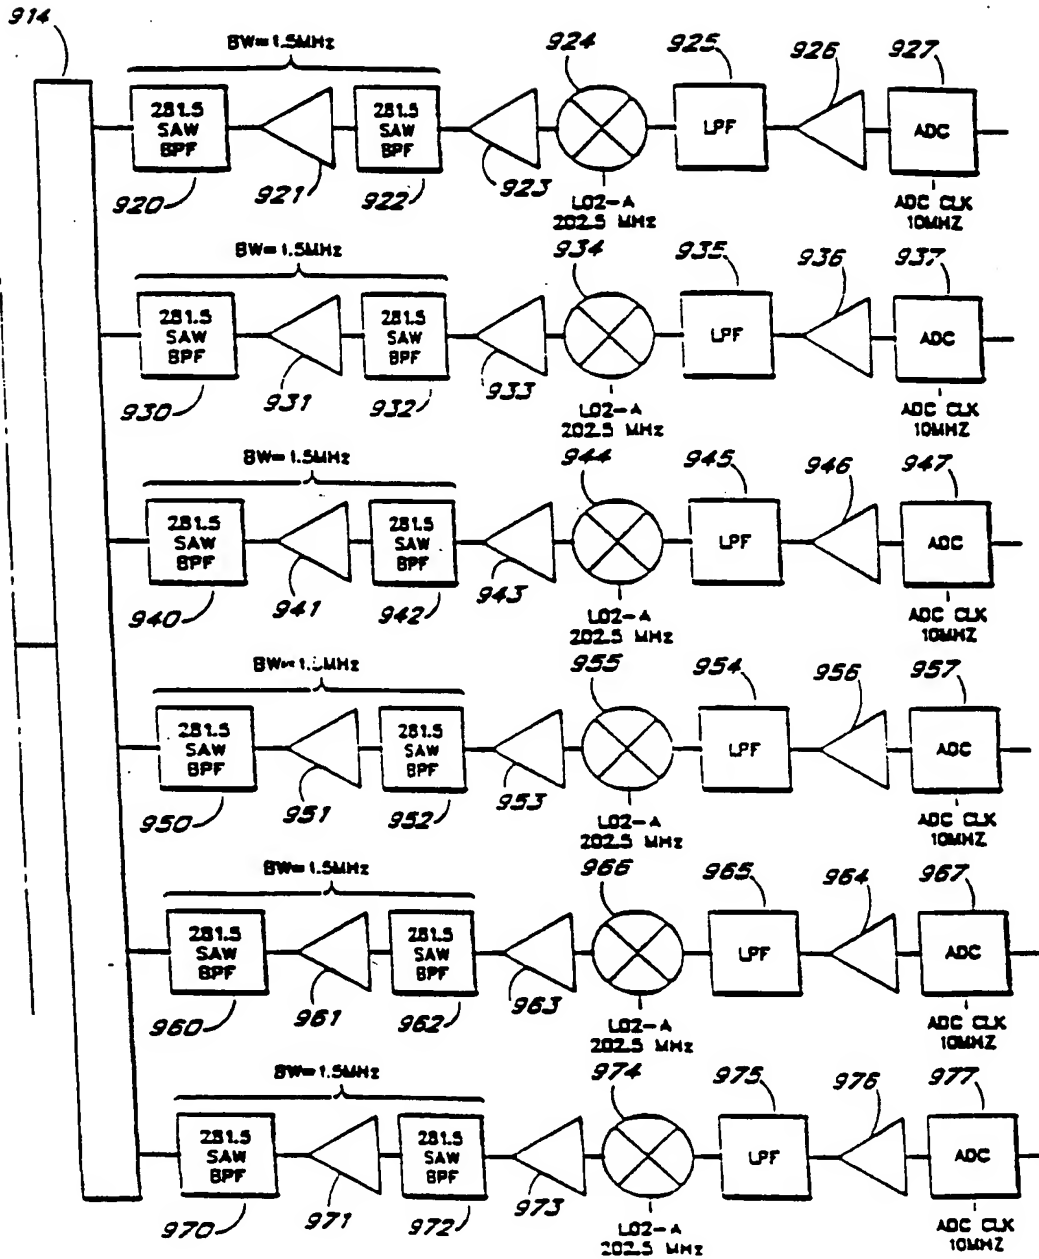 914
BW=1.5MHz
924
925
926
927
281.5
SAW
BPF
281.5
SAW
BPF
LPF
ADC
920
921
922
923
LO2-A
202.5 MHz
ADC CLK
10MHZ
BW=1.5MHz
934
935
936
937
281.5
SAW
BPF
281.5
SAW
BPF
LPF
ADC
930
931
932
933
LO2-A
202.5 MHz
ADC CLK
10MHZ
BW=1.5MHz
944
945
946
947
281.5
SAW
BPF
281.5
SAW
BPF
LPF
ADC
940
941
942
943
LO2-A
202.5 MHz
ADC CLK
10MHZ
BW=1.5MHz
955
954
956
957
281.5
SAW
BPF
281.5
SAW
BPF
LPF
ADC
950
951
952
953
LO2-A
202.5 MHz
ADC CLK
10MHZ
BW=1.5MHz
966
965
964
967
281.5
SAW
BPF
281.5
SAW
BPF
LPF
ADC
960
961
962
963
LO2-A
202.5 MHz
ADC CLK
10MHZ
BW=1.5MHz
974
975
976
977
281.5
SAW
BPF
281.5
SAW
BPF
LPF
ADC
970
971
972
973
LO2-A
202.5 MHz
ADC CLK
10MHZ